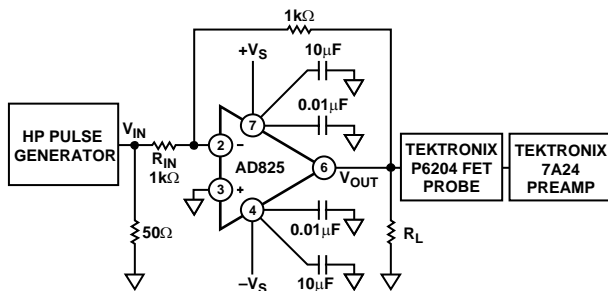 1kΩ
+VS
10µF
0.01µF
HP PULSE
GENERATOR
VIN
RIN
1kΩ
2
–
7
AD825
6
3
+
4
VOUT
TEKTRONIX
P6204 FET
PROBE
TEKTRONIX
7A24
PREAMP
50Ω
0.01µF
RL
–VS
10µF